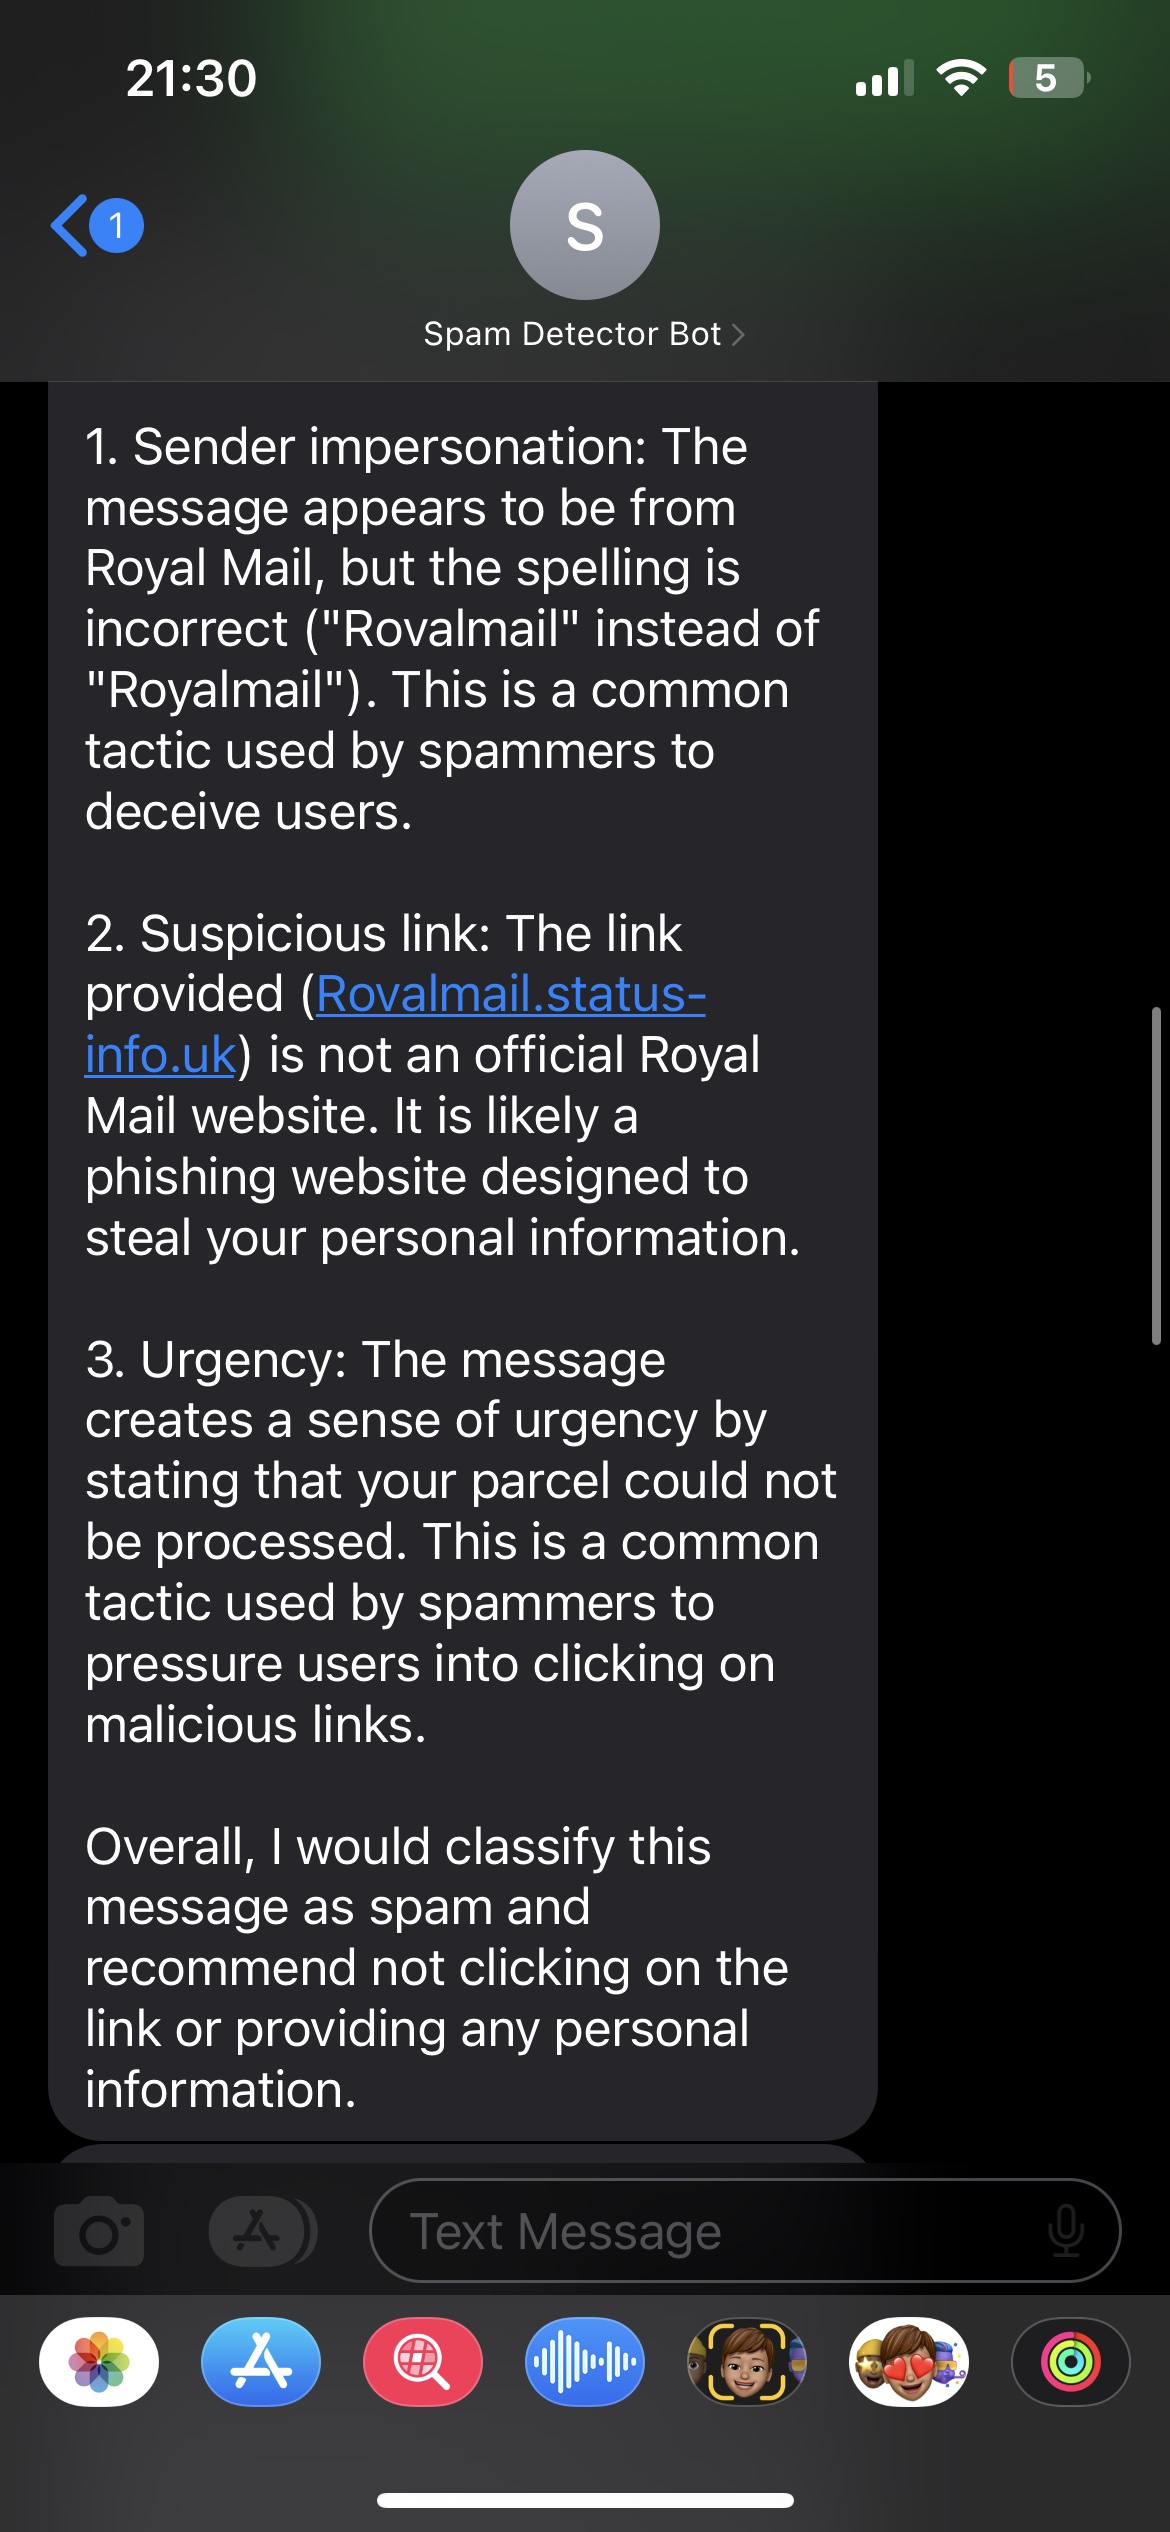 21:30
5
1
S
Spam Detector Bot
1. Sender impersonation: The
message appears to be from
Royal Mail, but the spelling is
incorrect ("Rovalmail" instead of
"Royalmail"). This is a common
tactic used by spammers to
deceive users.
2. Suspicious link: The link
provided (Rovalmail.status-
info.uk) is not an official Royal
Mail website. It is likely a
phishing website designed to
steal your personal information.
3. Urgency: The message
creates a sense of urgency by
stating that your parcel could not
be processed. This is a common
tactic used by spammers to
pressure users into clicking on
malicious links.
Overall, I would classify this
message as spam and
recommend not clicking on the
link or providing any personal
information.
Text Message